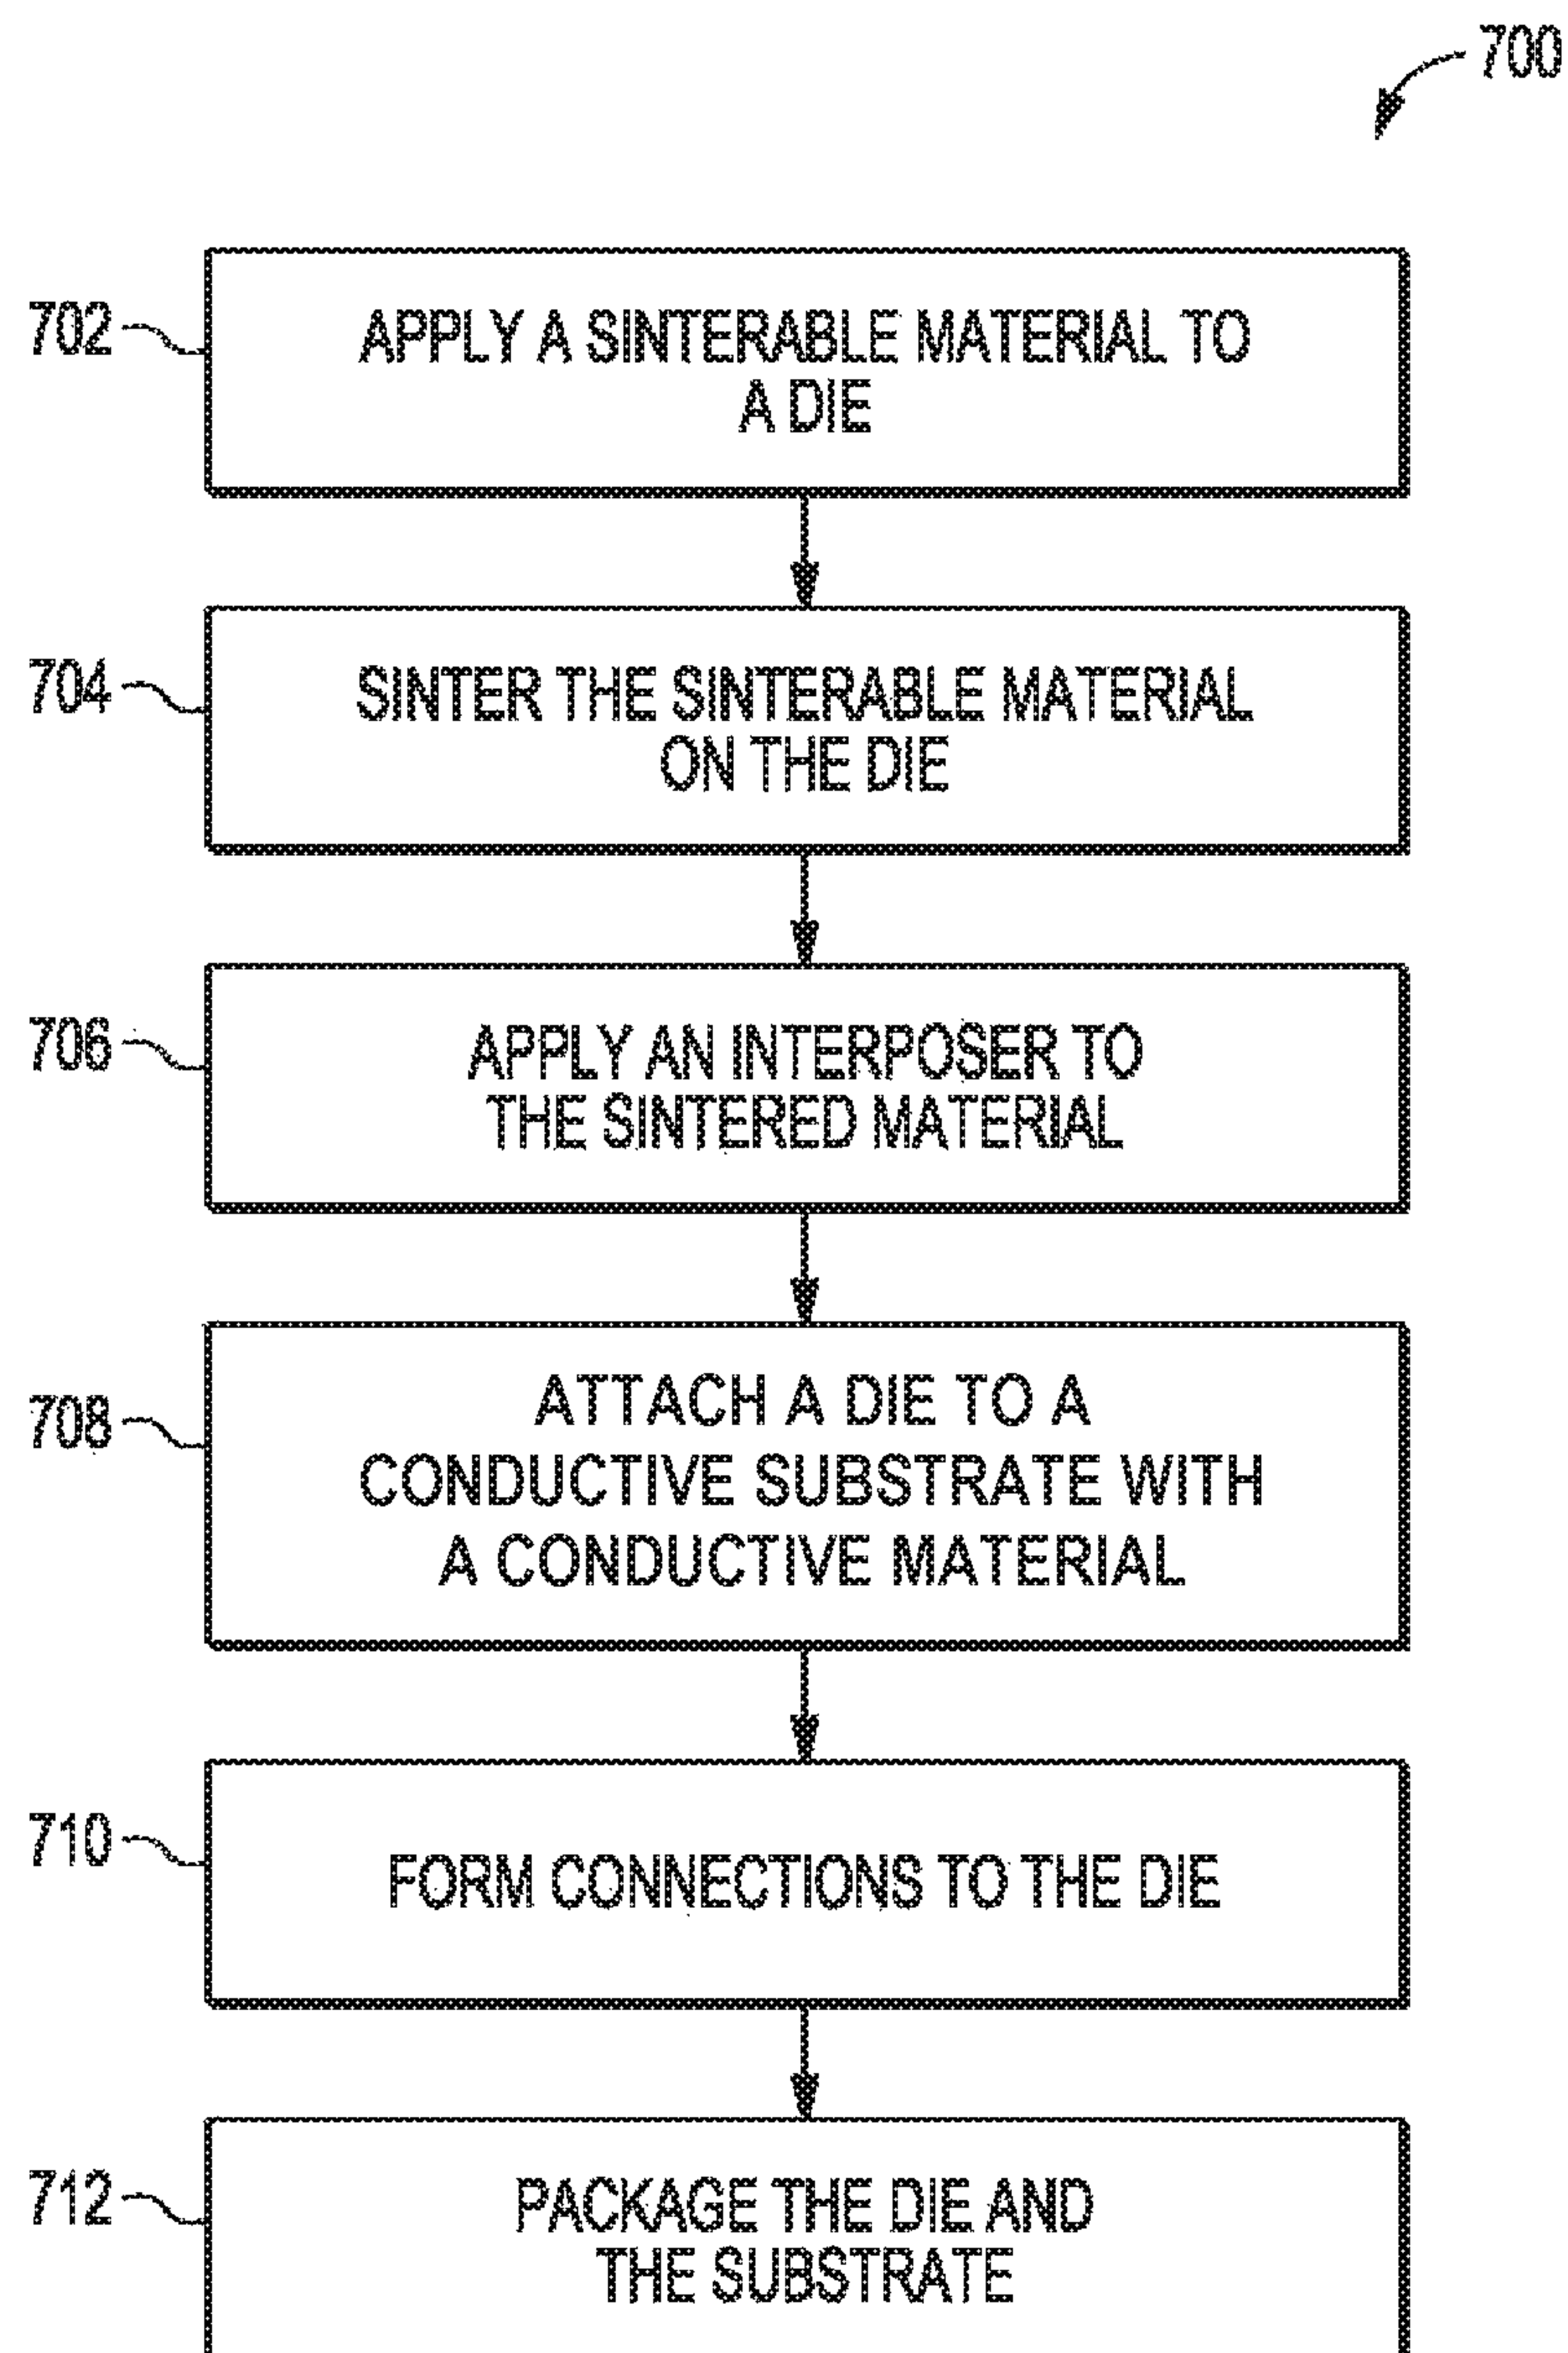 700
702
APPLY A SINTERABLE MATERIAL TO
A DIE
704
SINTER THE SINTERABLE MATERIAL
ON THE DIE
706
APPLY AN INTERPOSER TO
THE SINTERED MATERIAL
708
ATTACH A DIE TO A
CONDUCTIVE SUBSTRATE WITH
A CONDUCTIVE MATERIAL
710
FORM CONNECTIONS TO THE DIE
712
PACKAGE THE DIE AND
THE SUBSTRATE